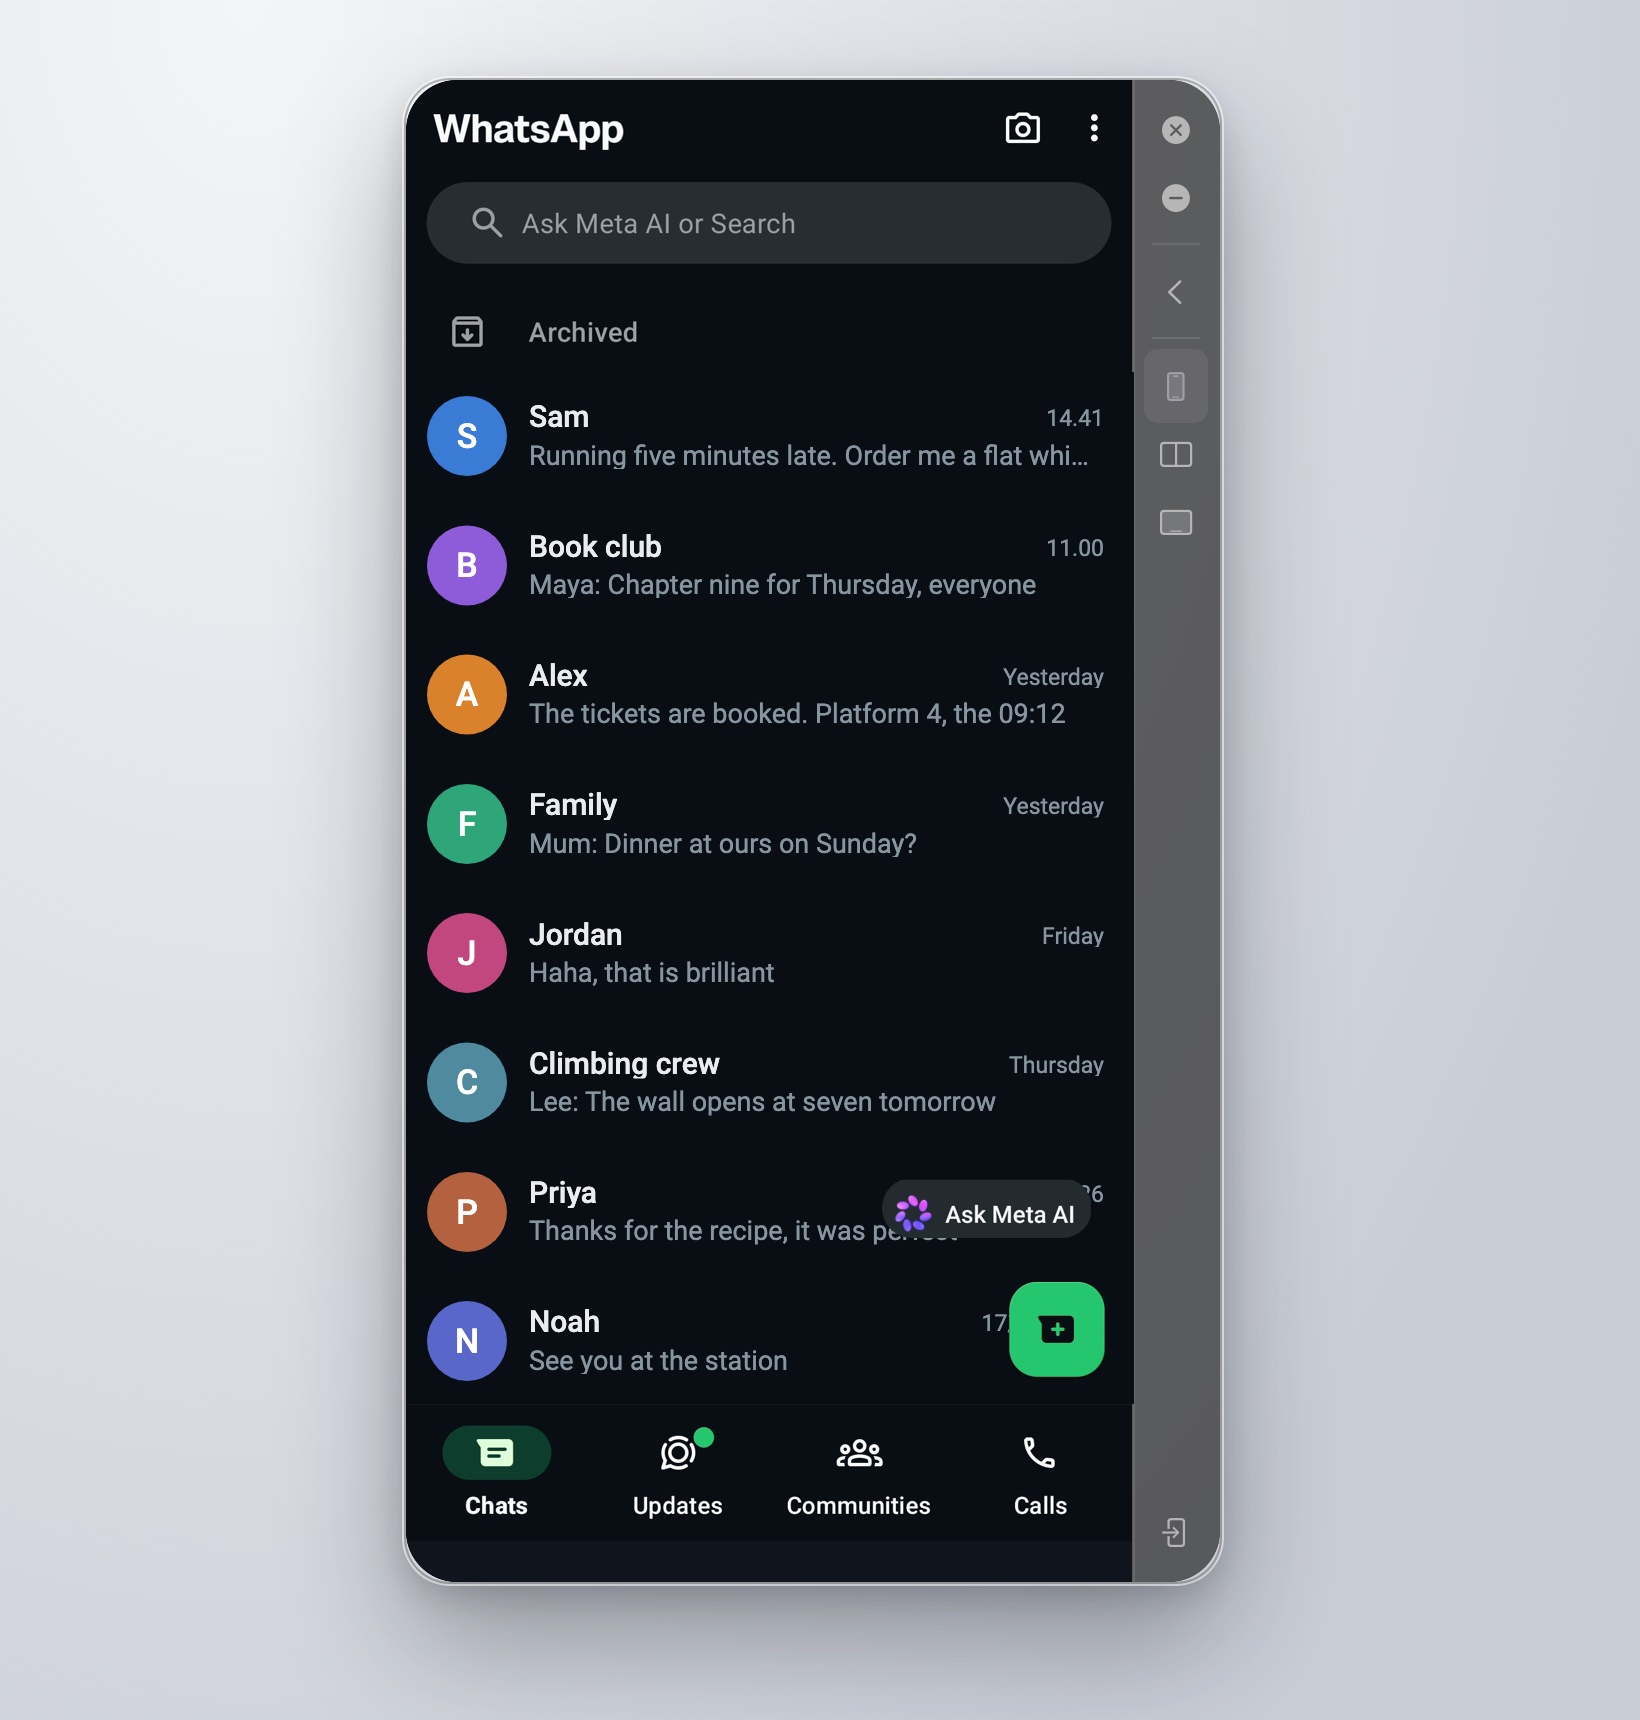 WhatsApp
Ask Meta AI or Search
Archived
S
Sam
14.41
Running five minutes late. Order me a flat whi...
B
Book club
11.00
Maya: Chapter nine for Thursday, everyone
A
Alex
Yesterday
The tickets are booked. Platform 4, the 09:12
F
Family
Yesterday
Mum: Dinner at ours on Sunday?
J
Jordan
Friday
Haha, that is brilliant
C
Climbing crew
Thursday
Lee: The wall opens at seven tomorrow
P
Priya
Thanks for the recipe, it was
Ask Meta AI
N
Noah
See you at the station
Chats
Updates
Communities
Calls